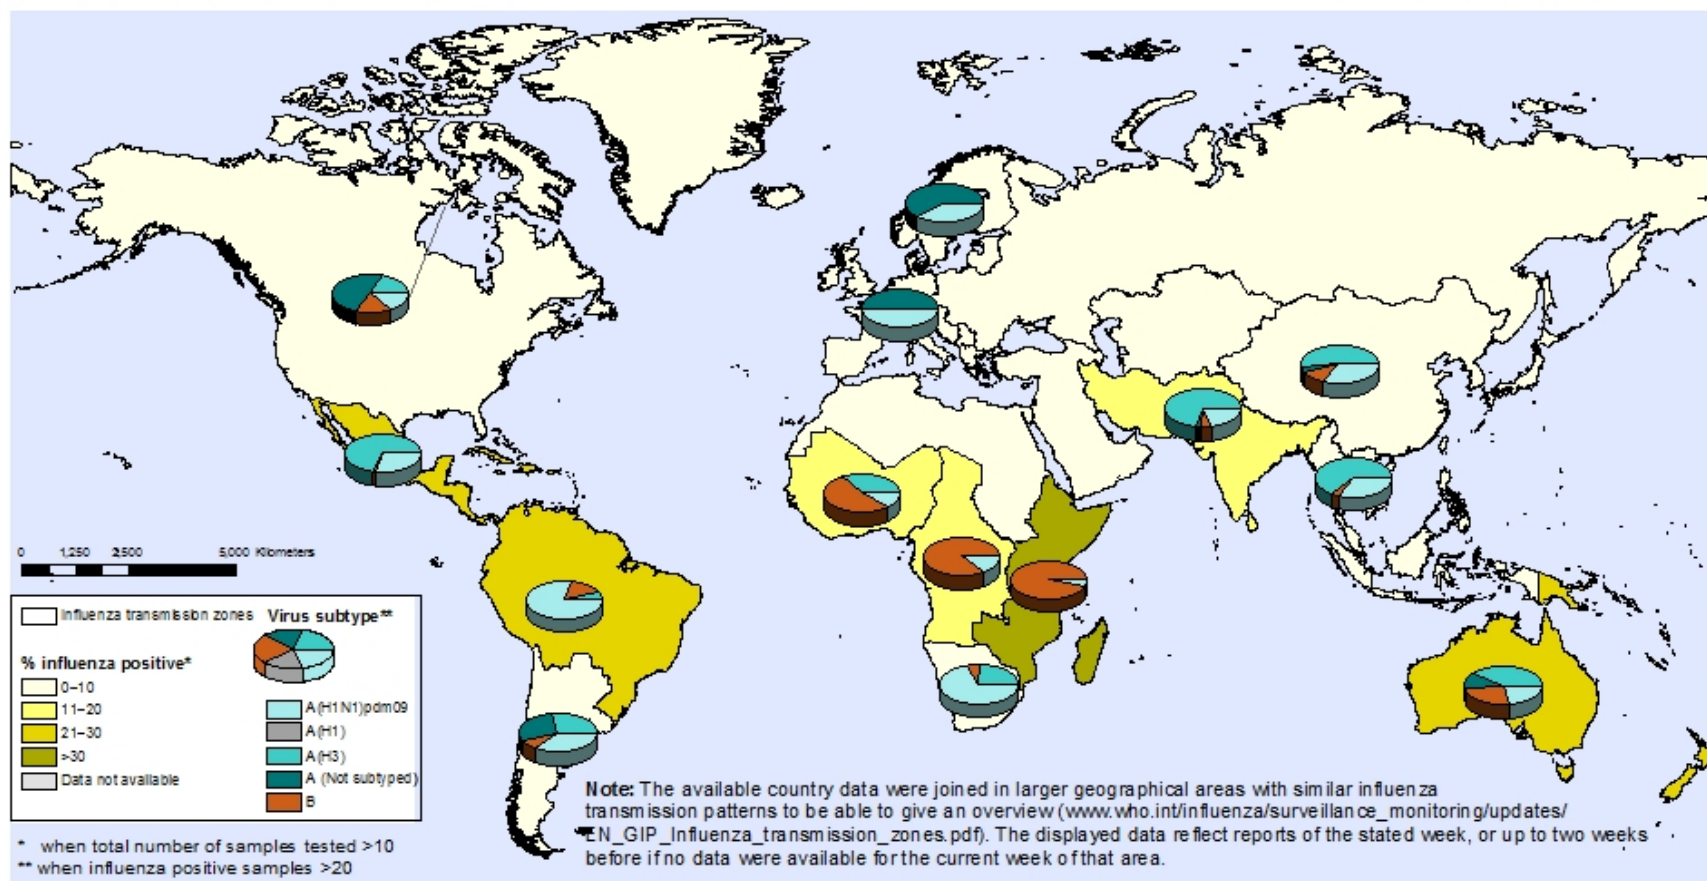 0 1,250 2,500 5,000 Kilometers
Influenza transmission zones
Virus subtype**
% influenza positive*
0–10
11–20
21–30
>30
Data not available
A(H1N1)pdm09
A(H1)
A(H3)
A (Not subtyped)
B
* when total number of samples tested >10
** when influenza positive samples >20
Note: The available country data were joined in larger geographical areas with similar influenza
transmission patterns to be able to give an overview (www.who.int/influenza/surveillance_monitoring/updates/
EN_GIP_Influenza_transmission_zones.pdf). The displayed data reflect reports of the stated week, or up to two weeks
before if no data were available for the current week of that area.